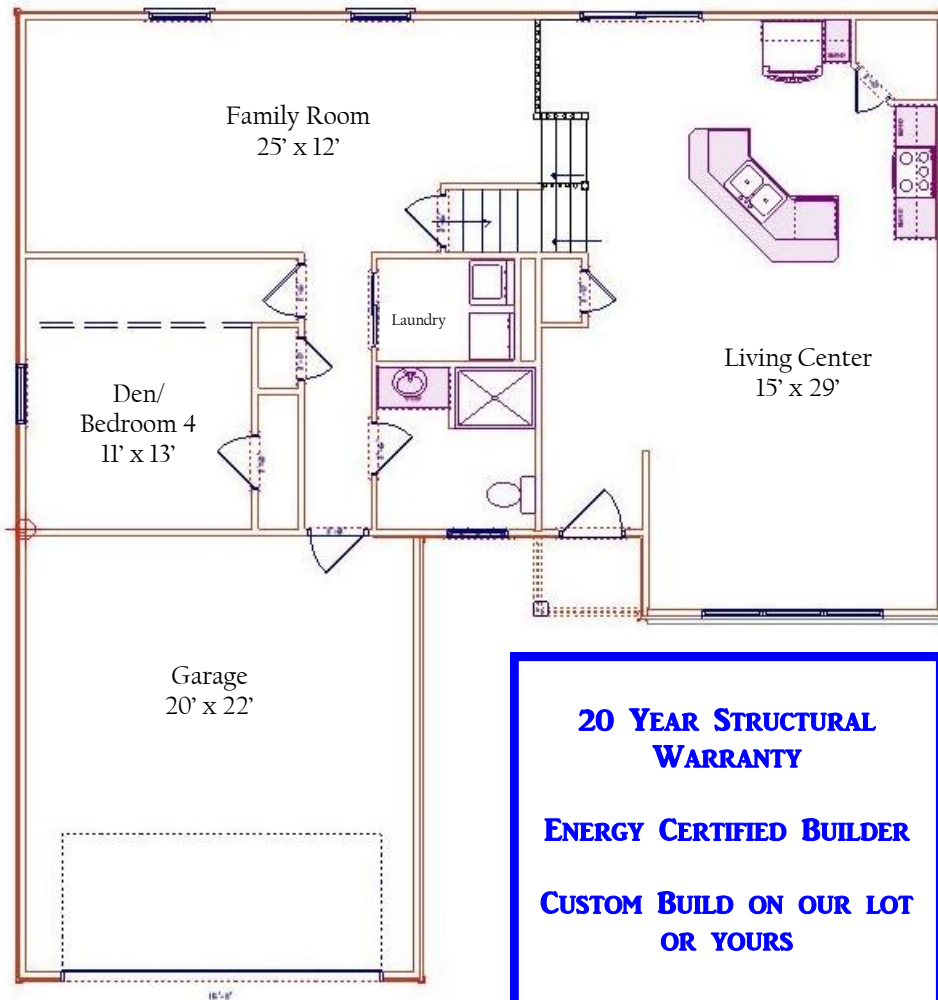 Family Room
25' x 12'
Laundry
Living Center
15' x 29'
Den/
Bedroom 4
11' x 13'
Garage
20' x 22'
20 YEAR STRUCTURAL
WARRANTY
ENERGY CERTIFIED BUILDER
CUSTOM BUILD ON OUR LOT
OR YOURS